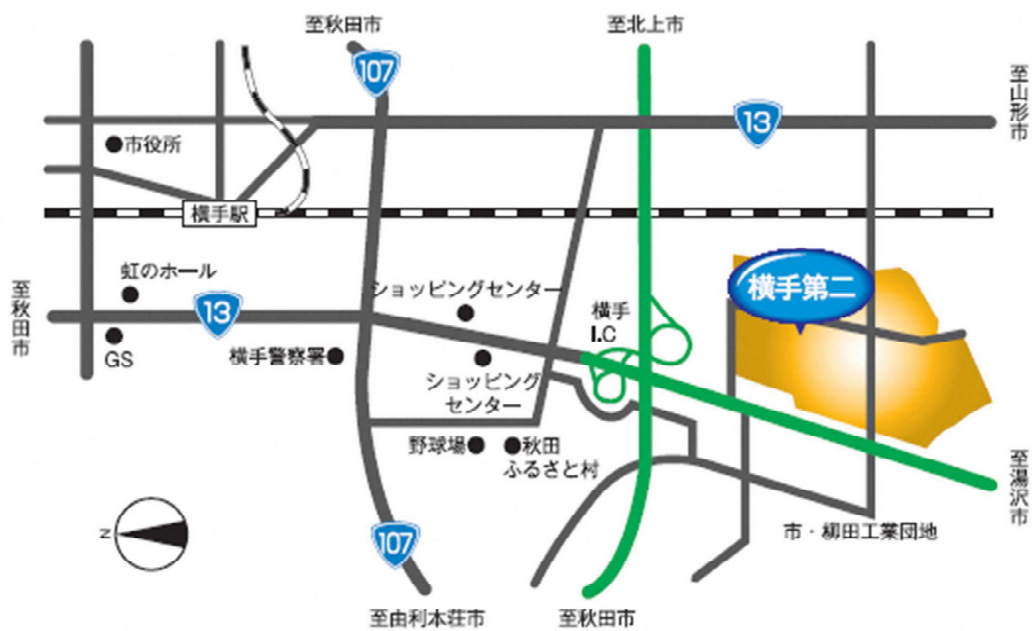 至秋田市
至北上市
107
13
至山形市
市役所
横手駅
虹のホール
至秋田市
13
GS
ショッピングセンター
横手
I.C
横手第二
横手警察署
ショッピング
センター
野球場
秋田
ふるさと村
至湯沢市
N
107
市・柳田工業団地
至由利本荘市
至秋田市